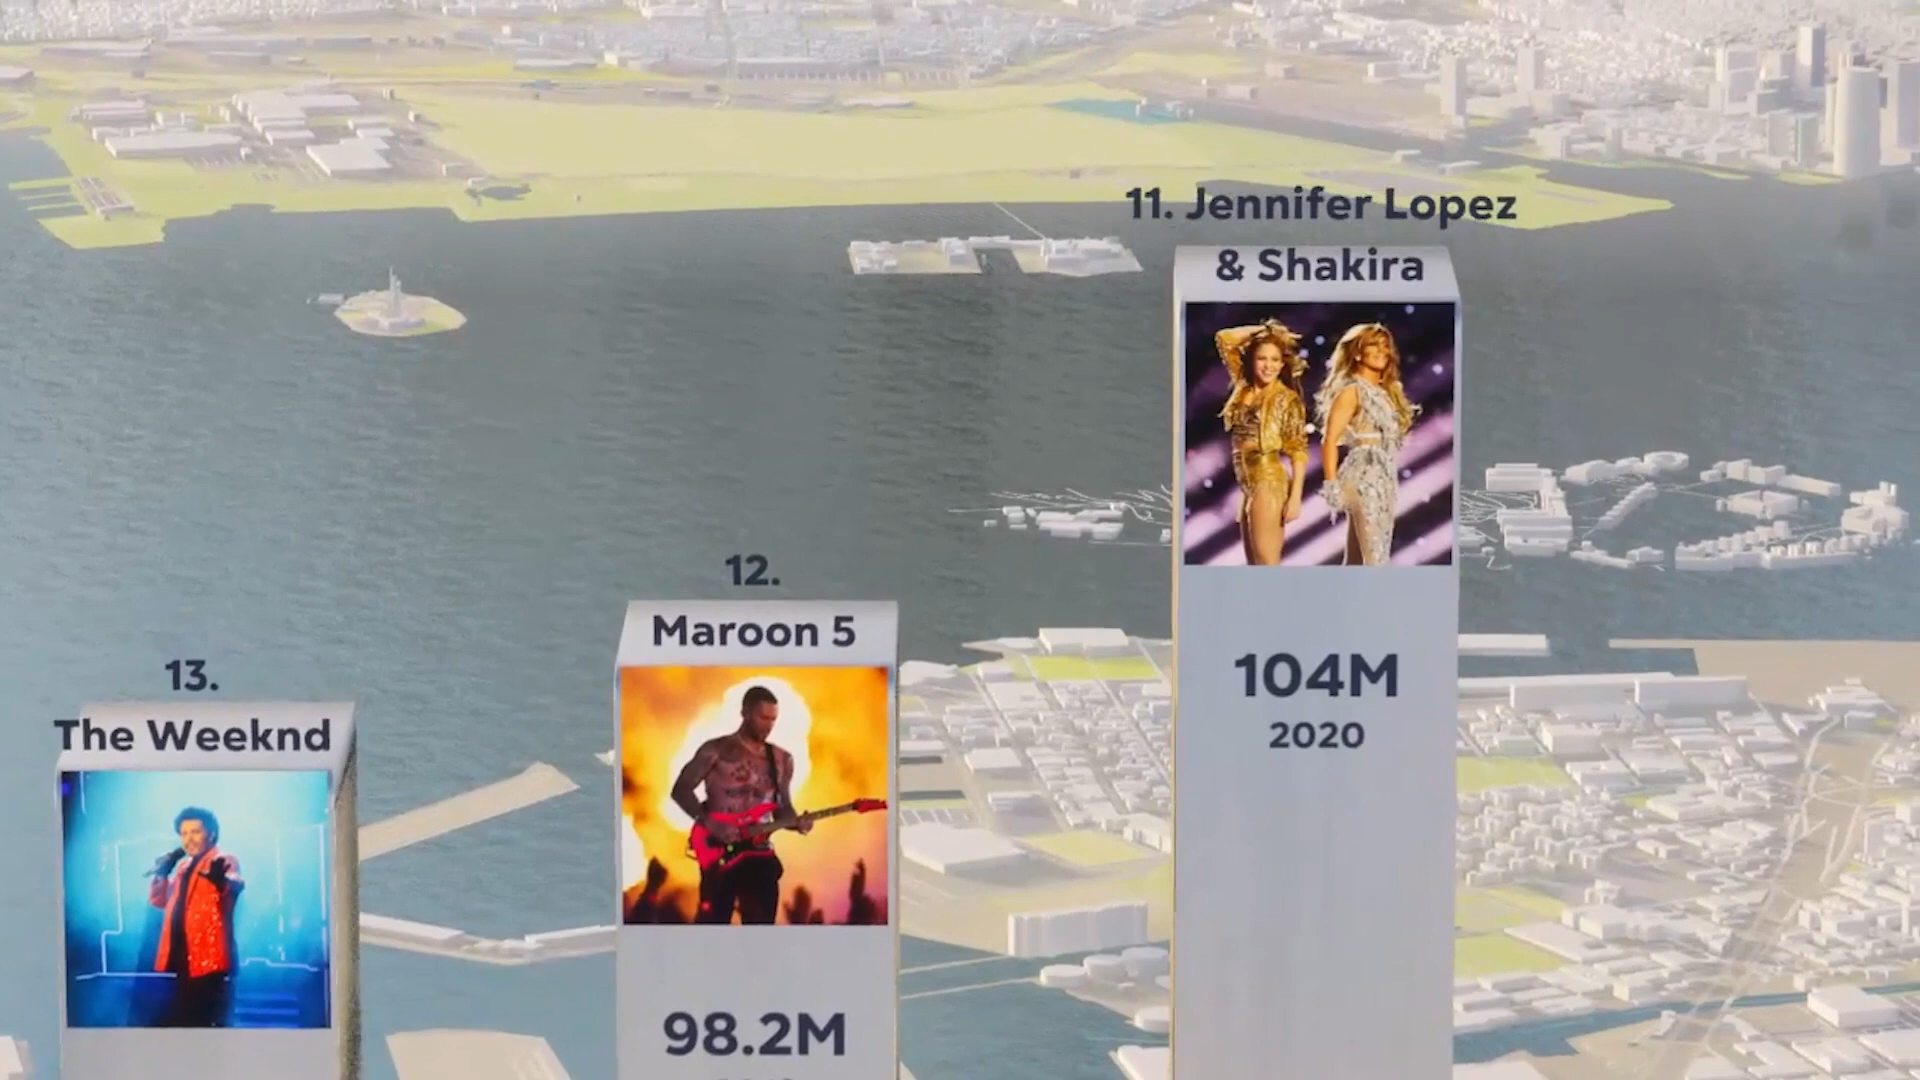 11. Jennifer Lopez
& Shakira
104M
2020
12.
Maroon 5
98.2M
13.
The Weeknd